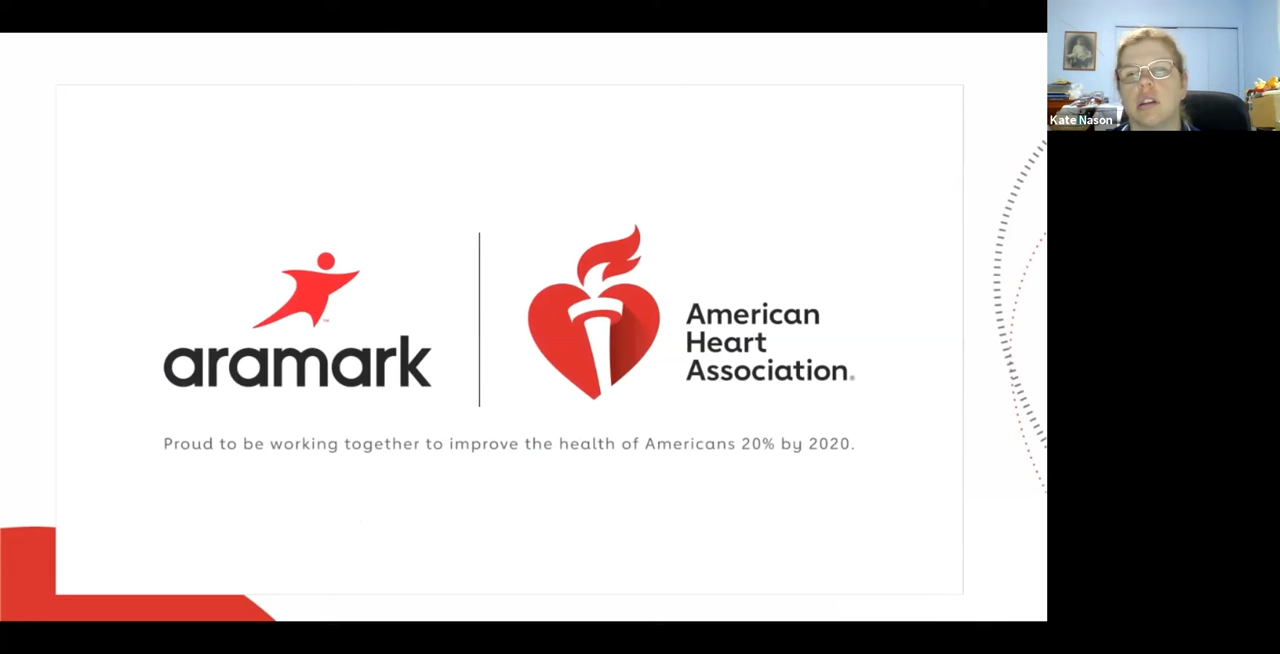 aramark
American
Heart
Association.
Proud to be working together to improve the health of Americans 20% by 2020.
Kate Nason